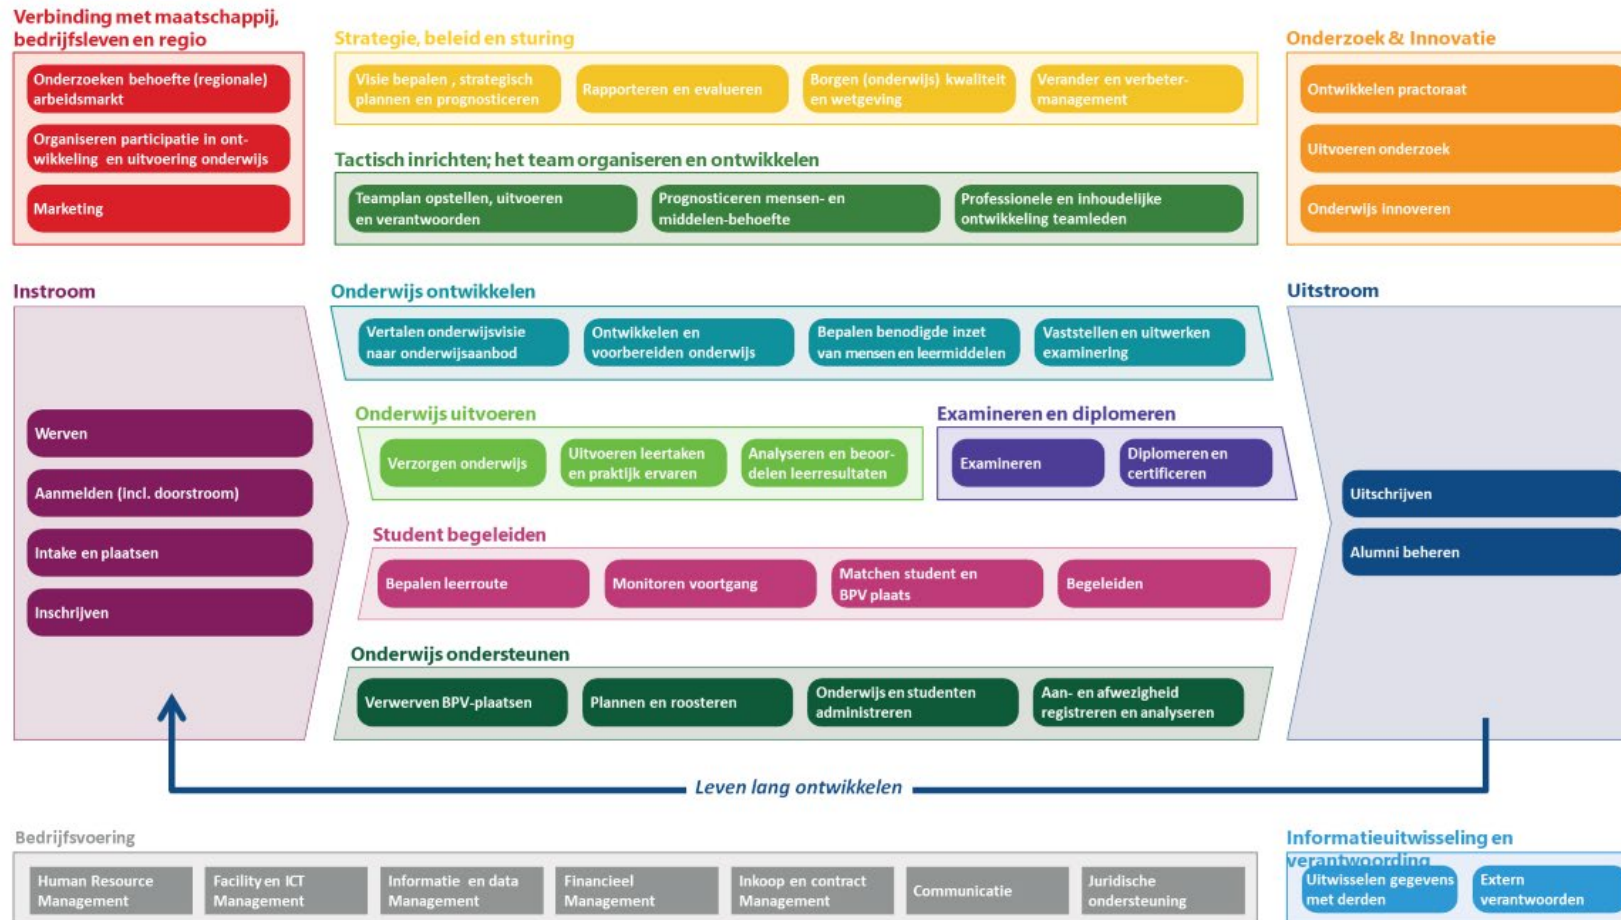 Verbinding met maatschappij,
bedrijfsleven en regio
Onderzoeken behoefte (regionale)
arbeidsmarkt
Organiseren participatie in ont-
wikkeling en uitvoering onderwijs
Marketing
Strategie, beleid en sturing
Visie bepalen , strategisch
plannen en prognosticeren
Rapporteren en evalueren
Borgen (onderwijs) kwaliteit
en wetgeving
Verander en verbeter-
management
Tactisch inrichten; het team organiseren en ontwikkelen
Teamplan opstellen, uitvoeren
en verantwoorden
Prognosticeren mensen- en
middelen-behoefte
Professionele en inhoudelijke
ontwikkeling teamleden
Onderzoek & Innovatie
Ontwikkelen practoraat
Uitvoeren onderzoek
Onderwijs innoveren
Instroom
Werven
Aanmelden (incl. doorstroom)
Intake en plaatsen
Inschrijven
Onderwijs ontwikkelen
Vertalen onderwijsvisie
naar onderwijsaanbod
Ontwikkelen en
voorbereiden onderwijs
Bepalen benodigde inzet
van mensen en leermiddelen
Vaststellen en uitwerken
examinering
Onderwijs uitvoeren
Verzorgen onderwijs
Uitvoeren leertaken
en praktijk ervaren
Analyseren en beoor-
delen leerresultaten
Examineren en diplomeren
Examineren
Diplomeren en
certificeren
Student begeleiden
Bepalen leerroute
Monitoren voortgang
Matchen student en
BPV plaats
Begeleiden
Onderwijs ondersteunen
Verwerven BPV-plaatsen
Plannen en roosteren
Onderwijs en studenten
administreren
Aan- en afwezigheid
registreren en analyseren
Uitstroom
Uitschrijven
Alumni beheren
Leven lang ontwikkelen
Bedrijfsvoering
Human Resource
Management
Facility en ICT
Management
Informatie en data
Management
Financieel
Management
Inkoop en contract
Management
Communicatie
Juridische
ondersteuning
Informatieuitwisseling en
verantwoording
Uitwisselen gegevens
met derden
Extern
verantwoorden